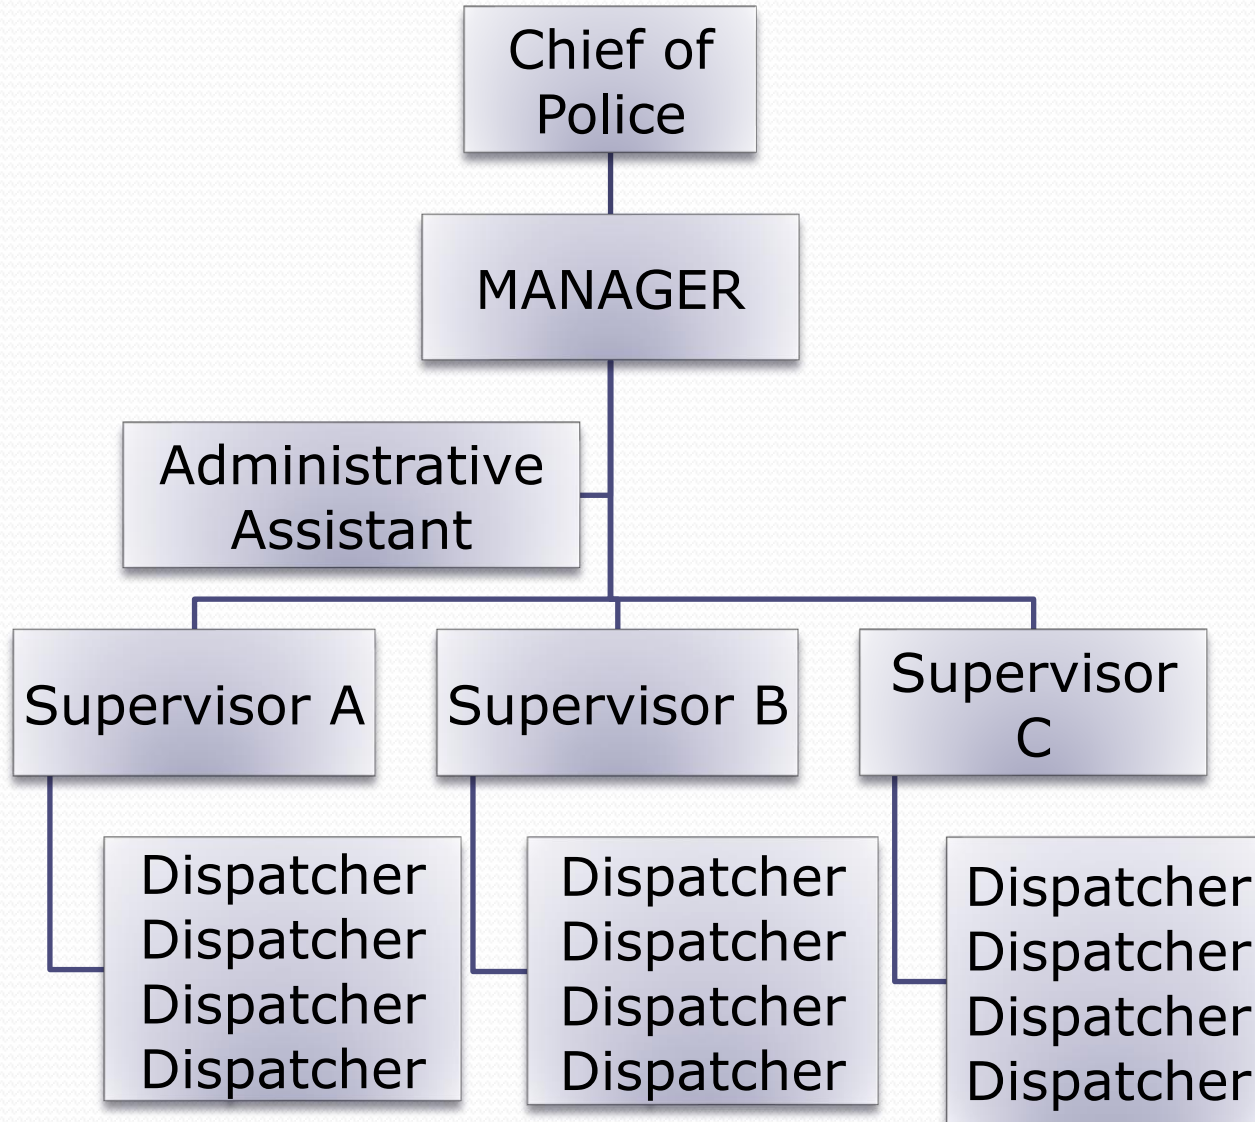 Chief of
Police
MANAGER
Administrative
Assistant
Supervisor A
Supervisor B
Supervisor
C
Dispatcher
Dispatcher
Dispatcher
Dispatcher
Dispatcher
Dispatcher
Dispatcher
Dispatcher
Dispatcher
Dispatcher
Dispatcher
Dispatcher